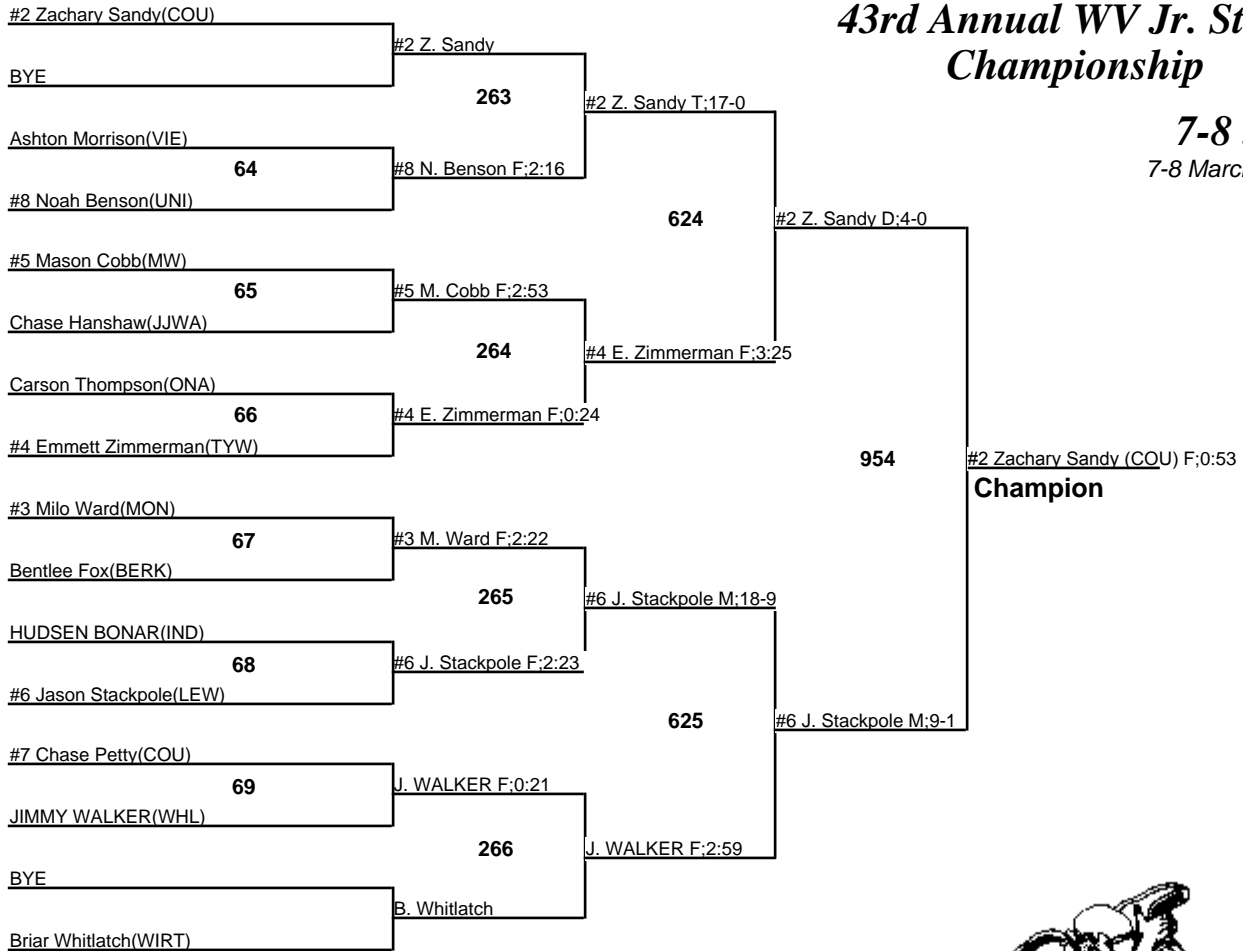 43rd Annual WV Jr. St
Championship
7-8
7-8 March
#2 Zachary Sandy(COU)
BYE
Ashton Morrison(VIE)
64
#8 Noah Benson(UNI)
#5 Mason Cobb(MW)
65
Chase Hanshaw(JJWA)
Carson Thompson(ONA)
66
#4 Emmett Zimmerman(TYW)
#3 Milo Ward(MON)
67
Bentlee Fox(BERK)
HUDSEN BONAR(IND)
68
#6 Jason Stackpole(LEW)
#7 Chase Petty(COU)
69
JIMMY WALKER(WHL)
BYE
Briar Whitlatch(WIRT)
#2 Z. Sandy
263
#8 N. Benson F;2:16
#5 M. Cobb F;2:53
264
#4 E. Zimmerman F;0:24
#3 M. Ward F;2:22
265
#6 J. Stackpole F;2:23
J. WALKER F;0:21
266
B. Whitlatch
#2 Z. Sandy T;17-0
624
#4 E. Zimmerman F;3:25
#6 J. Stackpole M;18-9
625
J. WALKER F;2:59
#2 Z. Sandy D;4-0
954
#6 J. Stackpole M;9-1
#2 Zachary Sandy (COU) F;0:53
Champion